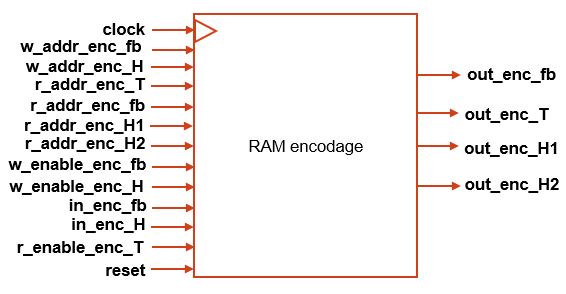 clock
w_addr_enc_fb
w_addr_enc_H
r_addr_enc_T
r_addr_enc_fb
r_addr_enc_H1
r_addr_enc_H2
w_enable_enc_fb
w_enable_enc_H
in_enc_fb
in_enc_H
r_enable_enc_T
reset
RAM encodage
out_enc_fb
out_enc_T
out_enc_H1
out_enc_H2